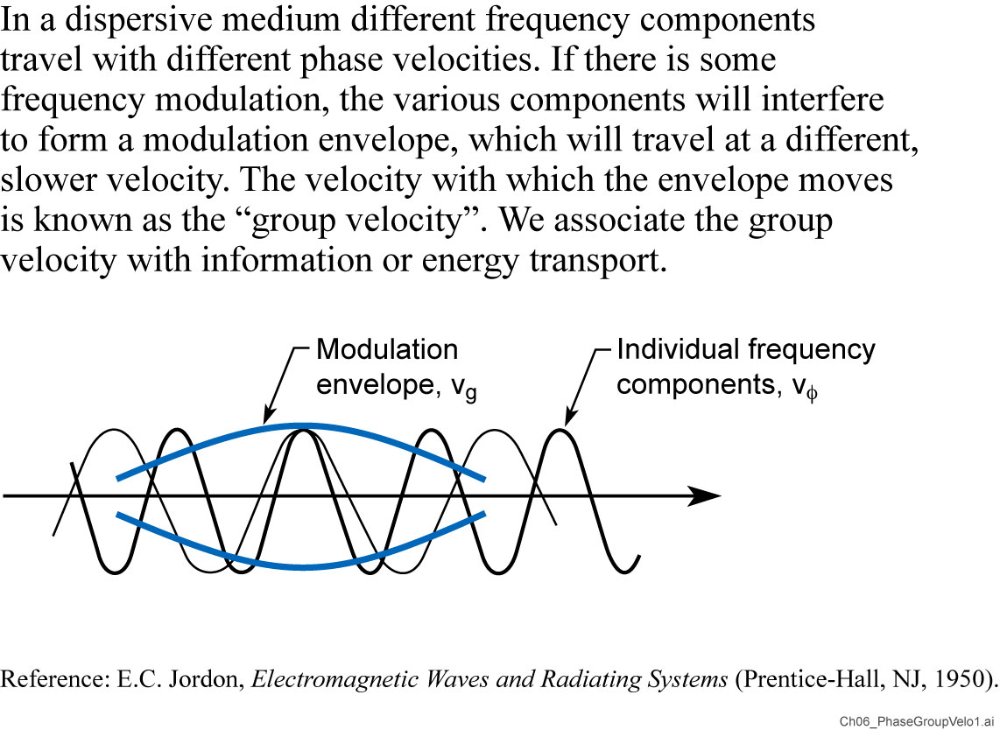 In a dispersive medium different frequency components
travel with different phase velocities. If there is some
frequency modulation, the various components will interfere
to form a modulation envelope, which will travel at a different,
slower velocity. The velocity with which the envelope moves
is known as the “group velocity”. We associate the group
velocity with information or energy transport.
Modulation
envelope, vg
Individual frequency
components, vϕ
Reference: E.C. Jordon, Electromagnetic Waves and Radiating Systems (Prentice-Hall, NJ, 1950).
Ch06_PhaseGroupVelo1.ai